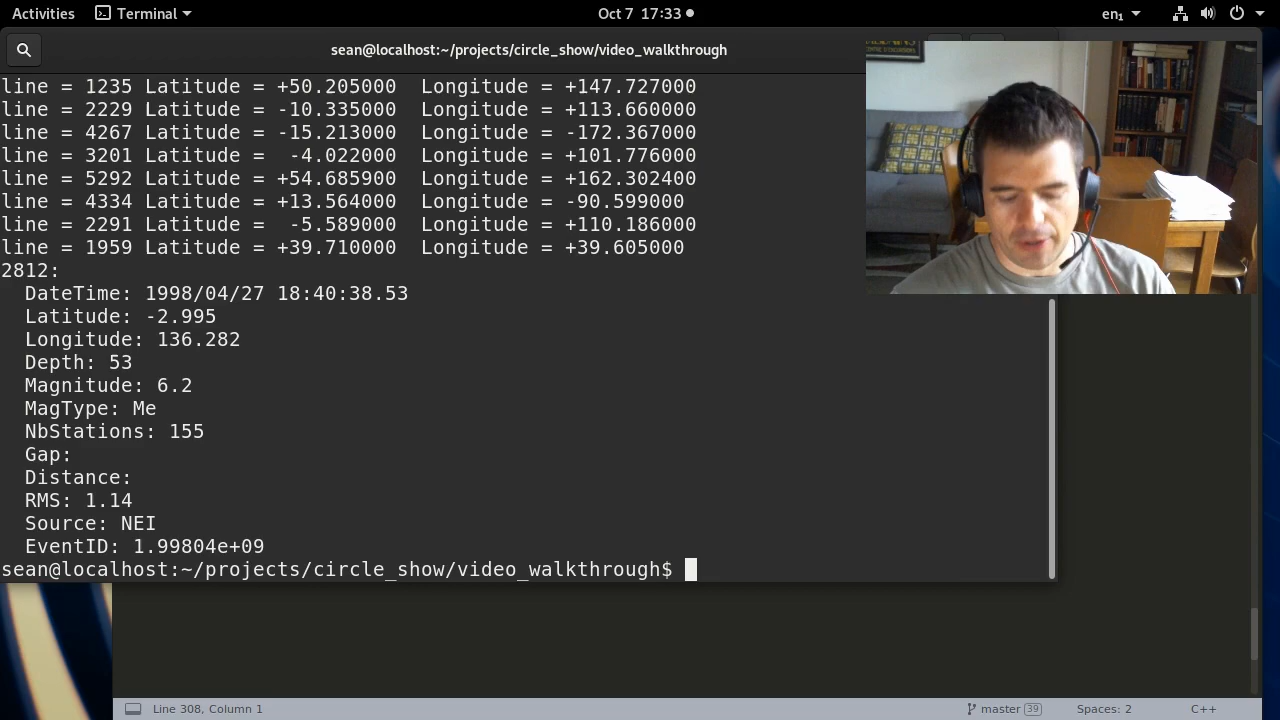 Activities Terminal Oct 7 17:33 en₁
sean@localhost:~/projects/circle_show/video_walkthrough
line = 1235 Latitude = +50.205000  Longitude = +147.727000
line = 2229 Latitude = -10.335000  Longitude = +113.660000
line = 4267 Latitude = -15.213000  Longitude = -172.367000
line = 3201 Latitude =  -4.022000  Longitude = +101.776000
line = 5292 Latitude = +54.685900  Longitude = +162.302400
line = 4334 Latitude = +13.564000  Longitude = -90.599000
line = 2291 Latitude =  -5.589000  Longitude = +110.186000
line = 1959 Latitude = +39.710000  Longitude = +39.605000
2812:
  DateTime: 1998/04/27 18:40:38.53
  Latitude: -2.995
  Longitude: 136.282
  Depth: 53
  Magnitude: 6.2
  MagType: Me
  NbStations: 155
  Gap:
  Distance:
  RMS: 1.14
  Source: NEI
  EventID: 1.99804e+09
sean@localhost:~/projects/circle_show/video_walkthrough$
Line 308, Column 1 master 39 Spaces: 2 C++